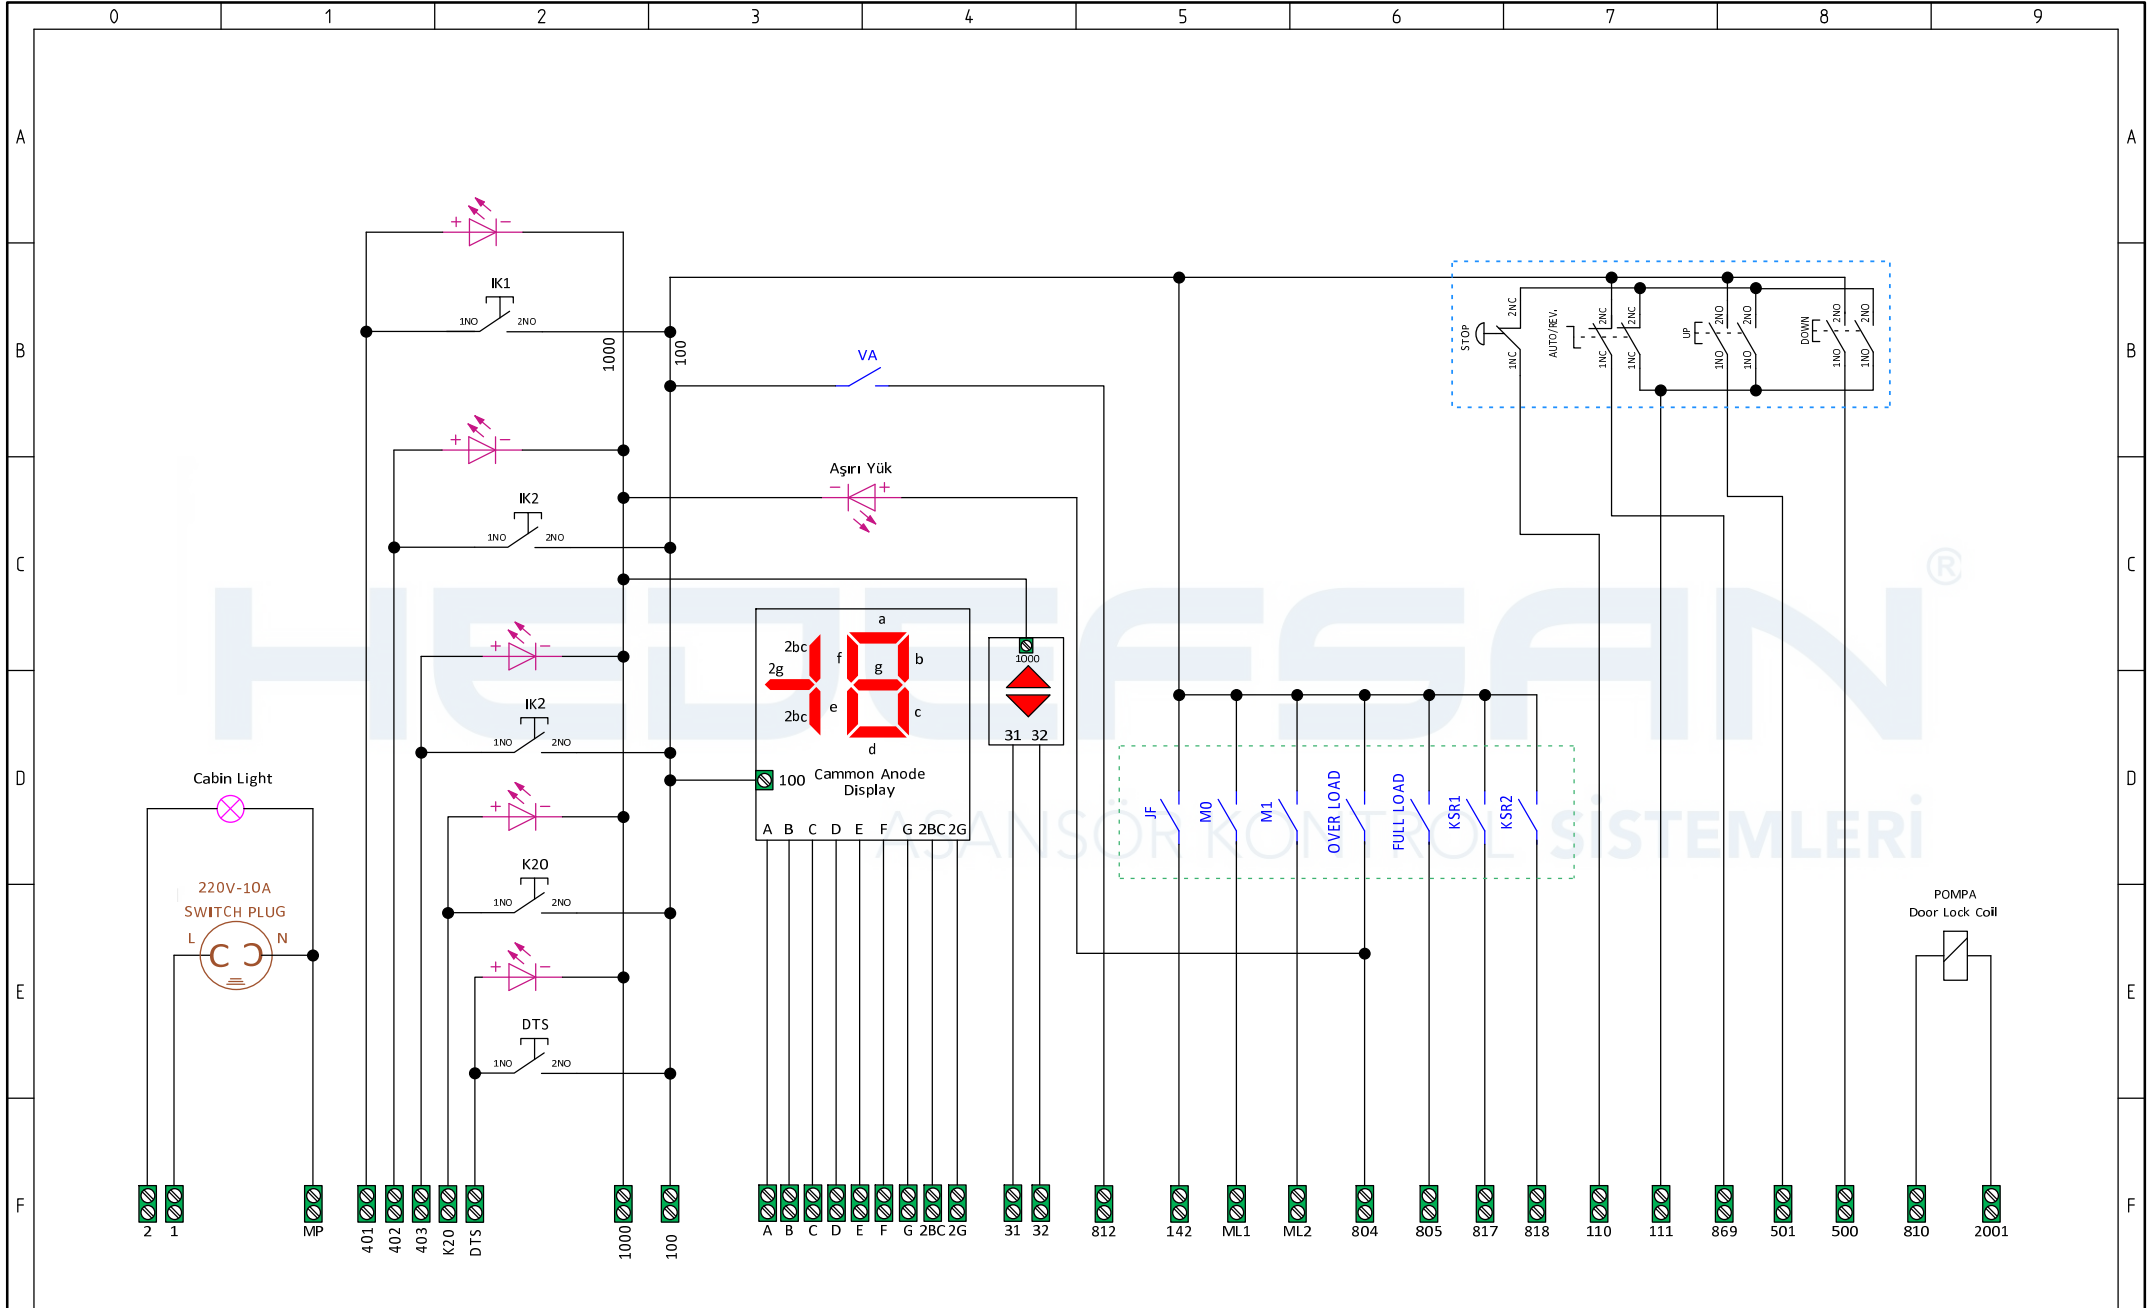 0 1 2 3 4 5 6 7 8 9
A A
B B
C C
D D
E E
F F
+ −
IK1
1NO 2NO
1000
100
VA
+ −
IK2
1NO 2NO
Aşırı Yük
− +
+ −
IK2
1NO 2NO
+ −
K20
1NO 2NO
+ −
DTS
1NO 2NO
Cabin Light
220V-10A
SWITCH PLUG
L N
a
2bc f b
2g g
2bc e c
d
100 Cammon Anode
Display
A B C D E F G 2BC 2G
1000
31 32
STOP
2NC
1NC
AUTO/REV.
2NC 2NC
1NC 1NC
UP
2NO 2NO
1NO 1NO
DOWN
2NO 2NO
1NO 1NO
JF
M0
M1
OVER LOAD
FULL LOAD
KSR1
KSR2
POMPA
Door Lock Coil
HEDEFSAN®
ASANSÖR KONTROL SİSTEMLERİ
2 1 MP 401 402 403 K20 DTS 1000 100 A B C D E F G 2BC 2G 31 32 812 142 ML1 ML2 804 805 817 818 110 111 869 501 500 810 2001